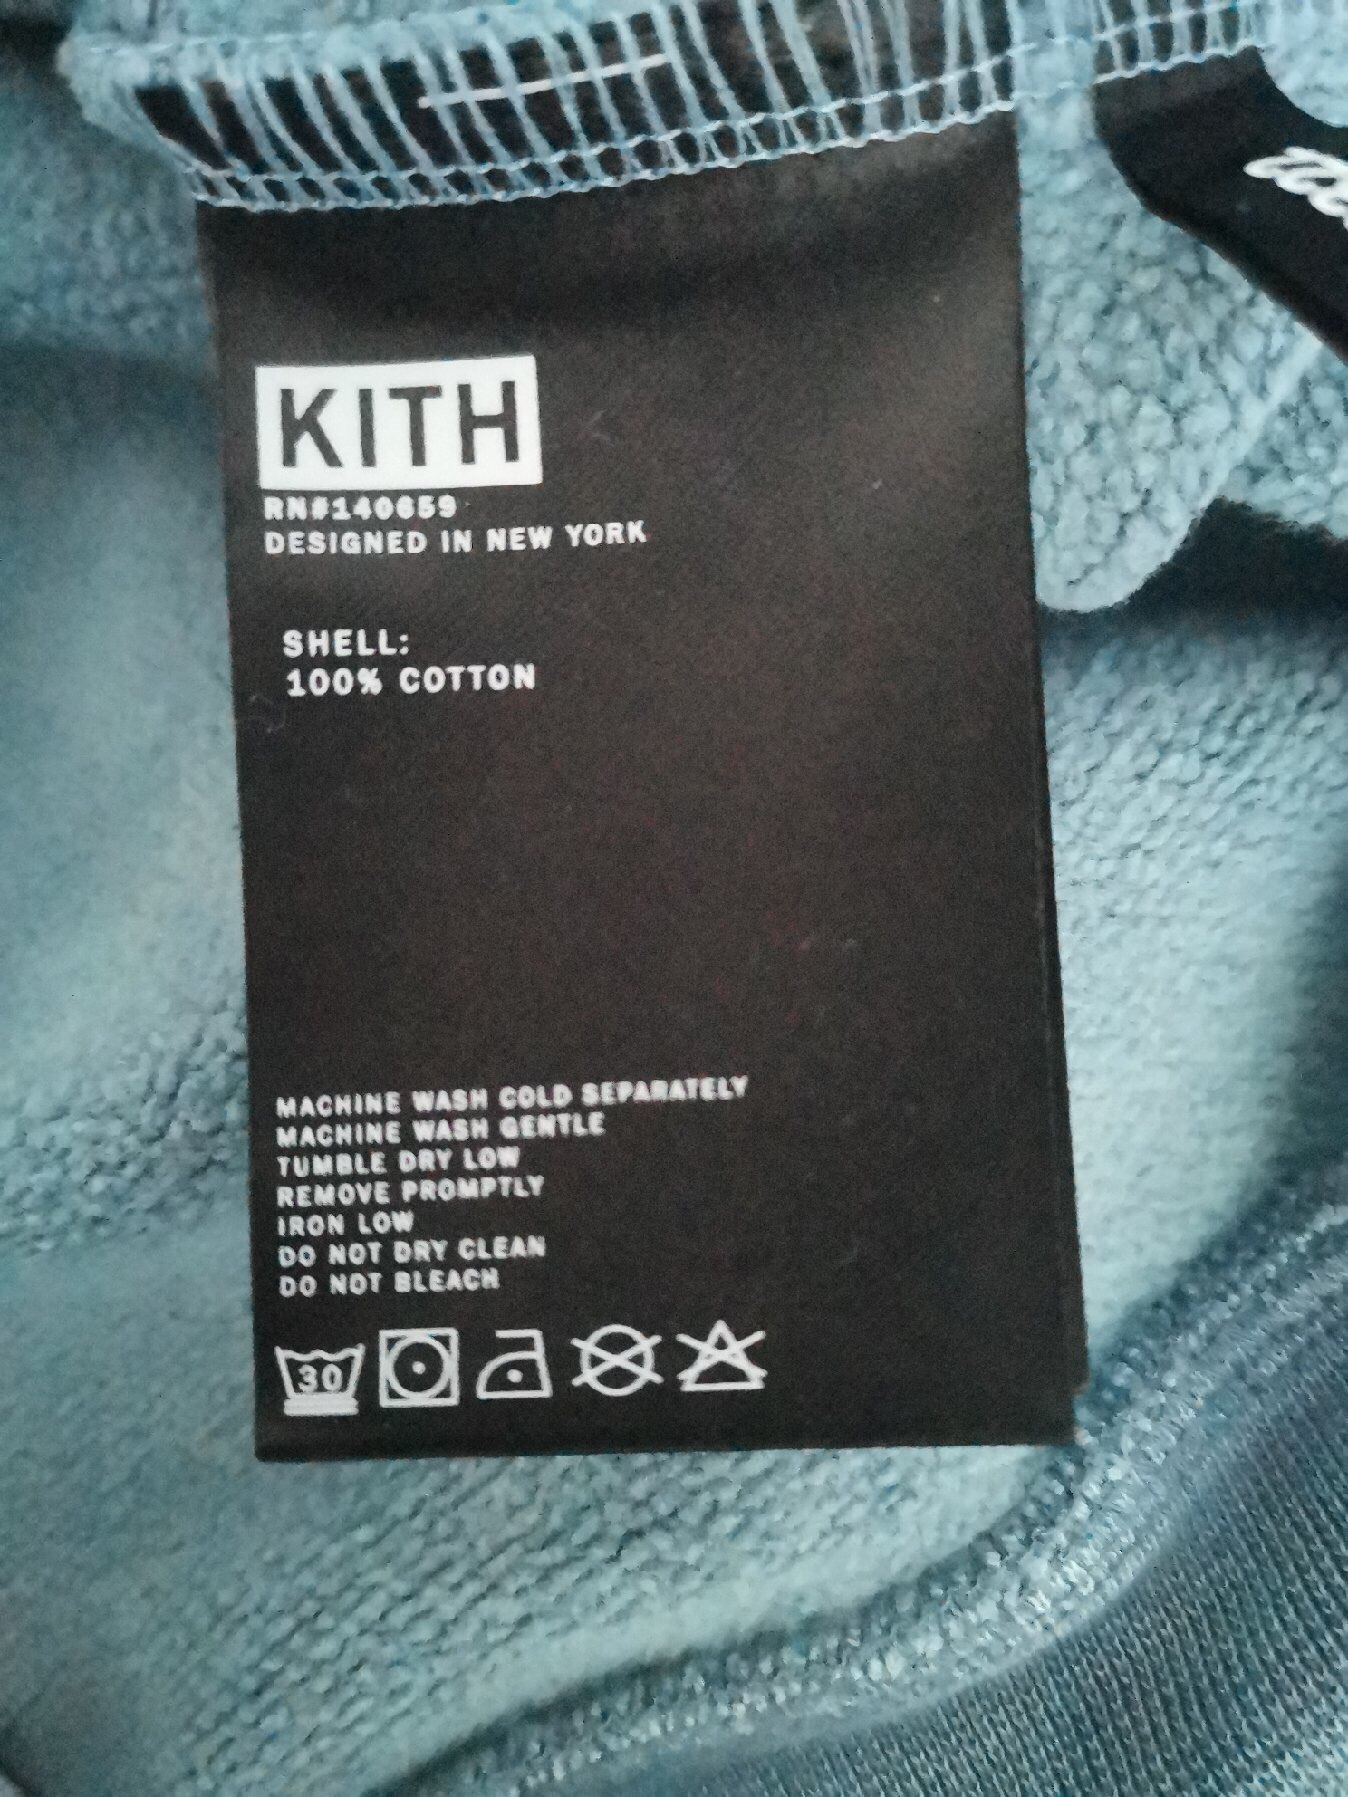 KITH
RN#140659
DESIGNED IN NEW YORK
SHELL:
100% COTTON
MACHINE WASH COLD SEPARATELY
MACHINE WASH GENTLE
TUMBLE DRY LOW
REMOVE PROMPTLY
IRON LOW
DO NOT DRY CLEAN
DO NOT BLEACH
30